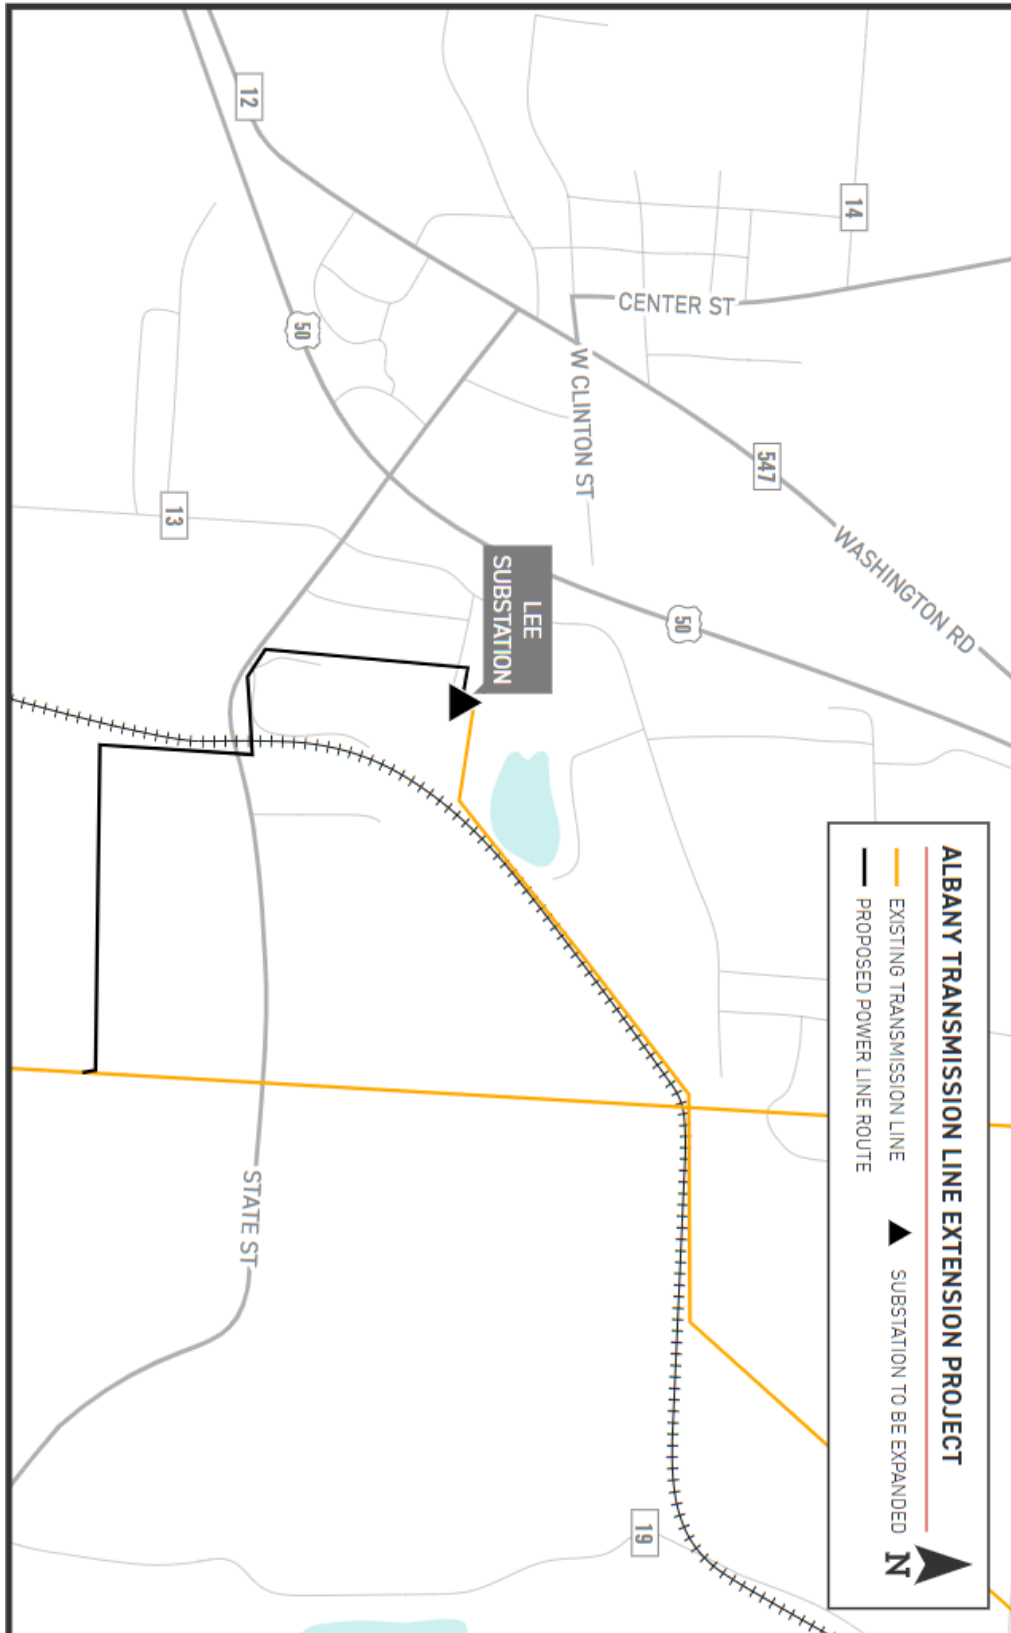 ALBANY TRANSMISSION LINE EXTENSION PROJECT
EXISTING TRANSMISSION LINE
PROPOSED POWER LINE ROUTE
SUBSTATION TO BE EXPANDED
N
12
14
50
CENTER ST
W CLINTON ST
547
WASHINGTON RD
13
50
LEE
SUBSTATION
STATE ST
19